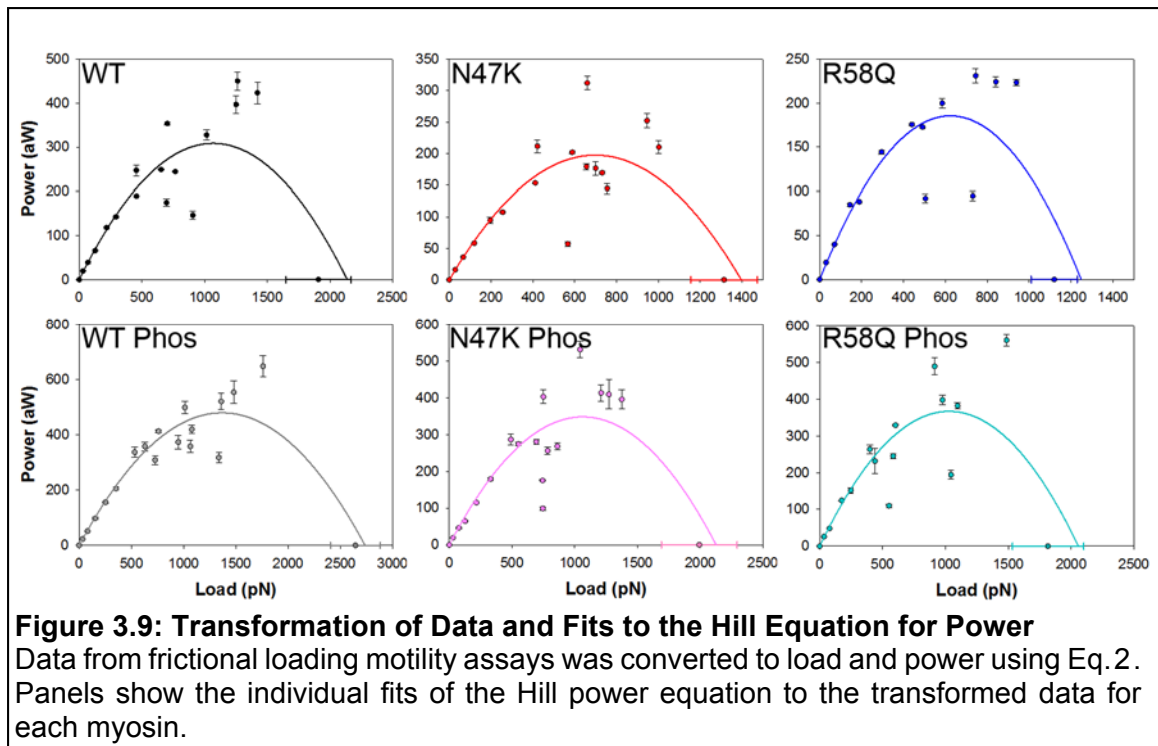 WT
N47K
R58Q
Power (aW)
500
400
300
200
100
0
0 500 1000 1500 2000 2500
350
300
250
200
150
100
50
0
0 200 400 600 800 1000 1200 1400
250
200
150
100
50
0
0 200 400 600 800 1000 1200 1400
WT Phos
N47K Phos
R58Q Phos
Power (aW)
800
600
400
200
0
0 500 1000 1500 2000 2500 3000
600
500
400
300
200
100
0
0 500 1000 1500 2000 2500
600
500
400
300
200
100
0
0 500 1000 1500 2000 2500
Load (pN)
Load (pN)
Load (pN)
Figure 3.9: Transformation of Data and Fits to the Hill Equation for Power
Data from frictional loading motility assays was converted to load and power using Eq.2.
Panels show the individual fits of the Hill power equation to the transformed data for
each myosin.